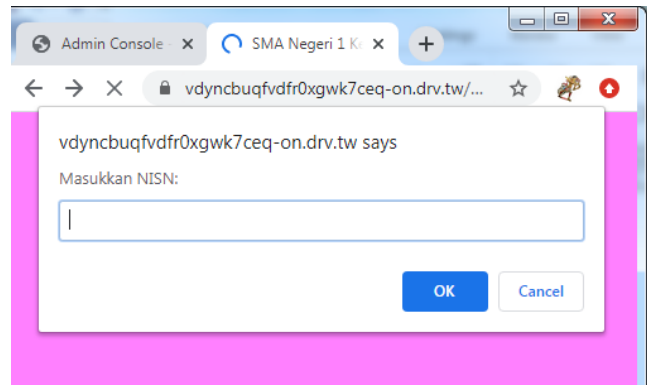 Admin Console -
SMA Negeri 1 K
vdyncbuqfvdfr0xgwk7ceq-on.drv.tw/...
vdyncbuqfvdfr0xgwk7ceq-on.drv.tw says
Masukkan NISN:
OK
Cancel